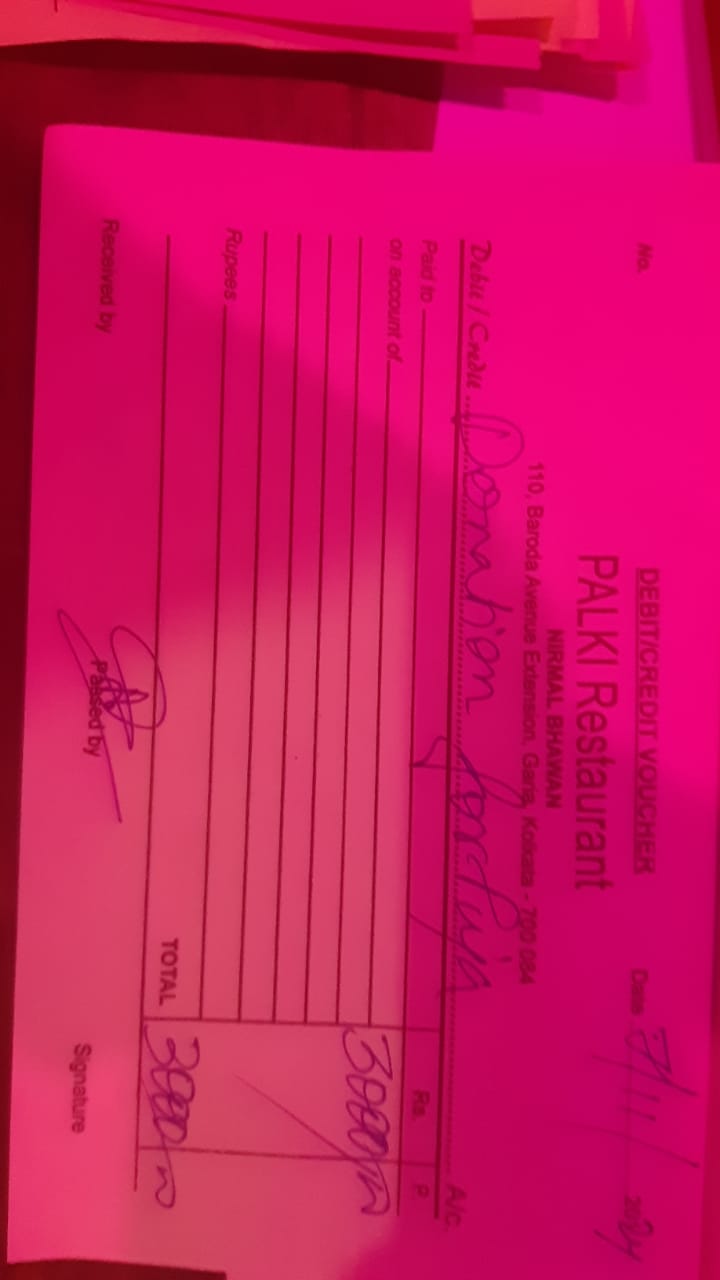 DEBIT/CREDIT VOUCHER
No.
Date 7/11/2024
PALKI Restaurant
NIRMAL BHAWAN
110, Baroda Avenue Extension, Garia, Kolkata - 700 084
Debit / Credit Donation for Puja A/C.
Paid to Rs. P.
on account of 3000/-
Rupees
TOTAL 3000/-
Received by Passed by Signature